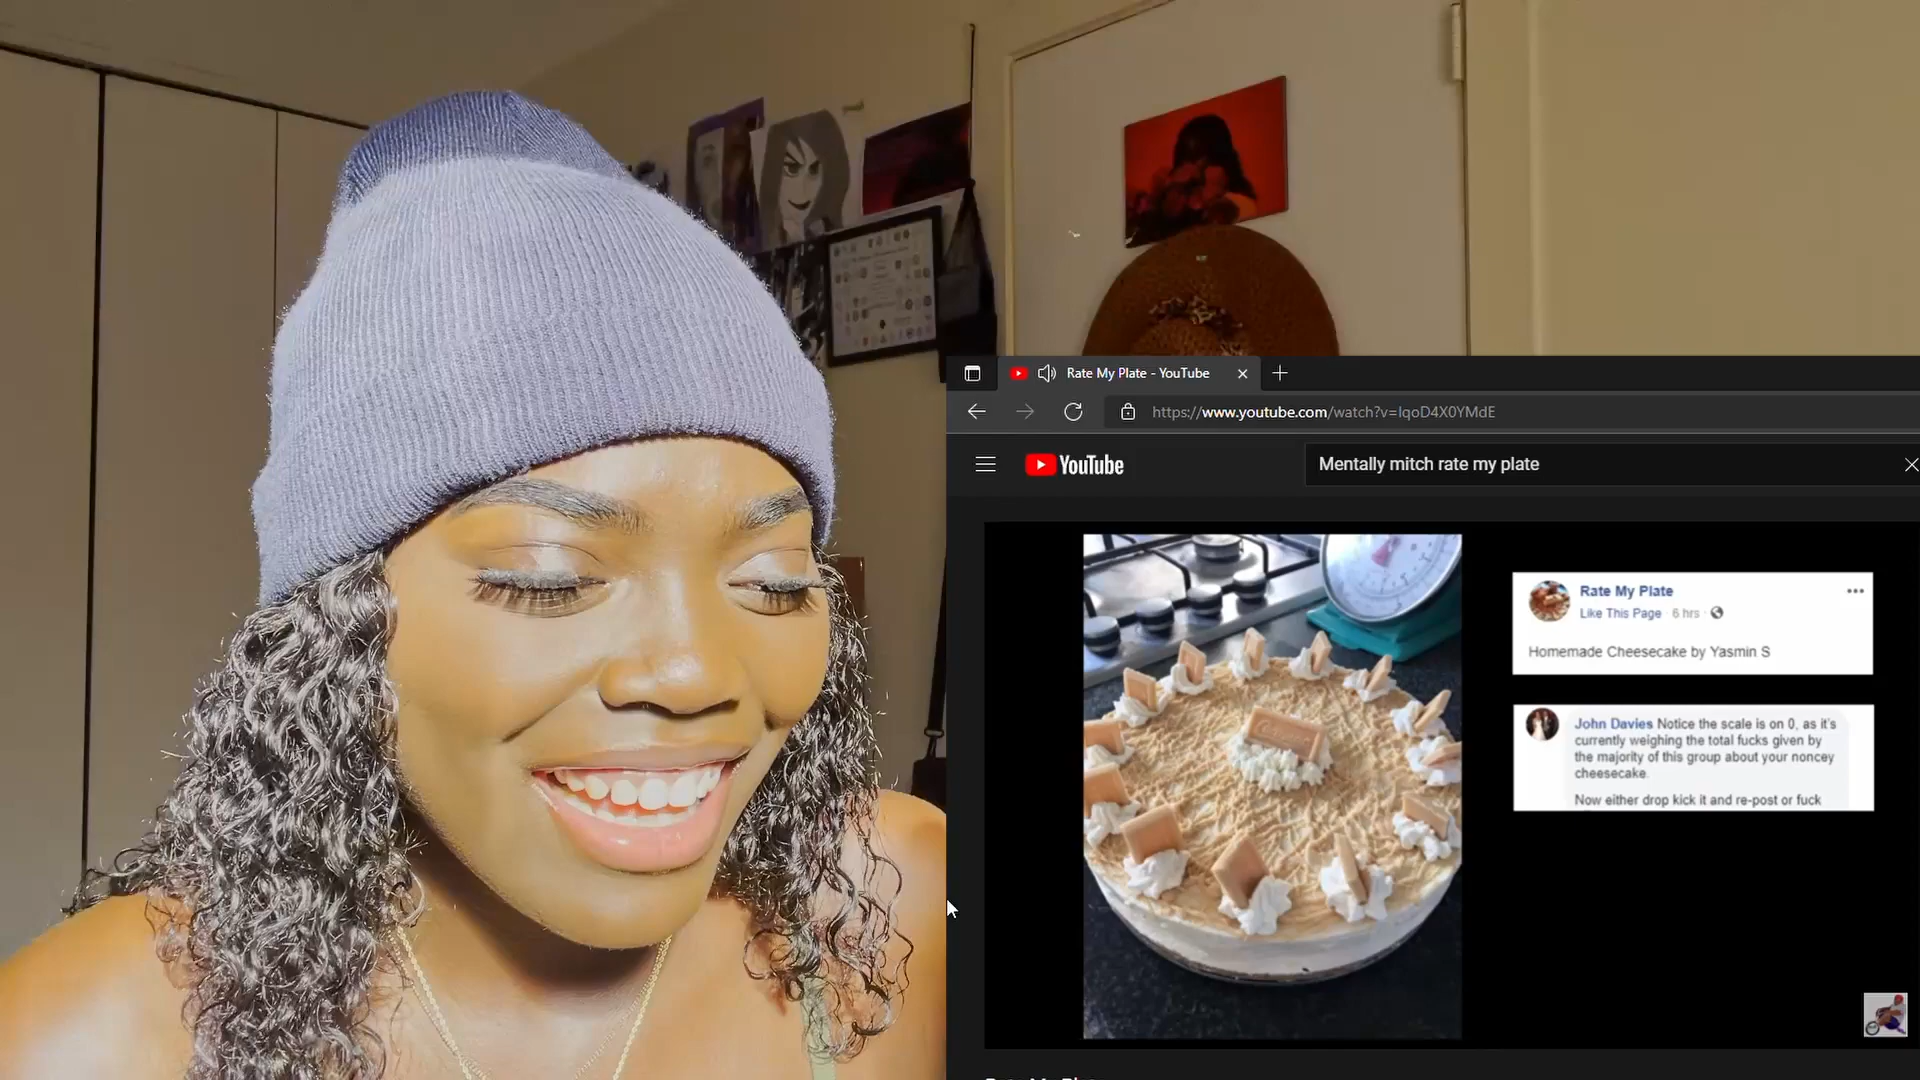 Rate My Plate - YouTube
https://www.youtube.com/watch?v=IqoD4X0YMdE
YouTube
Mentally mitch rate my plate
Rate My Plate
Like This Page · 6 hrs ·
Homemade Cheesecake by Yasmin S
John Davies Notice the scale is on 0, as it's
currently weighing the total fucks given by
the majority of this group about your noncey
cheesecake.
Now either drop kick it and re-post or fuck